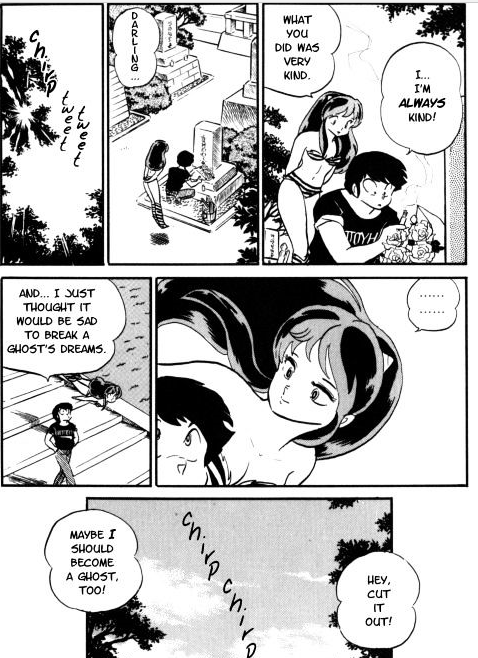 chirp
tweet
tweet
DARLING...
WHAT
YOU
DID WAS
VERY
KIND.
I...
I'M
ALWAYS
KIND!
AND... I JUST
THOUGHT IT
WOULD BE SAD
TO BREAK A
GHOST'S DREAMS.
......
......
MAYBE I
SHOULD
BECOME
A GHOST,
TOO!
chirp
chirp
HEY,
CUT
IT
OUT!